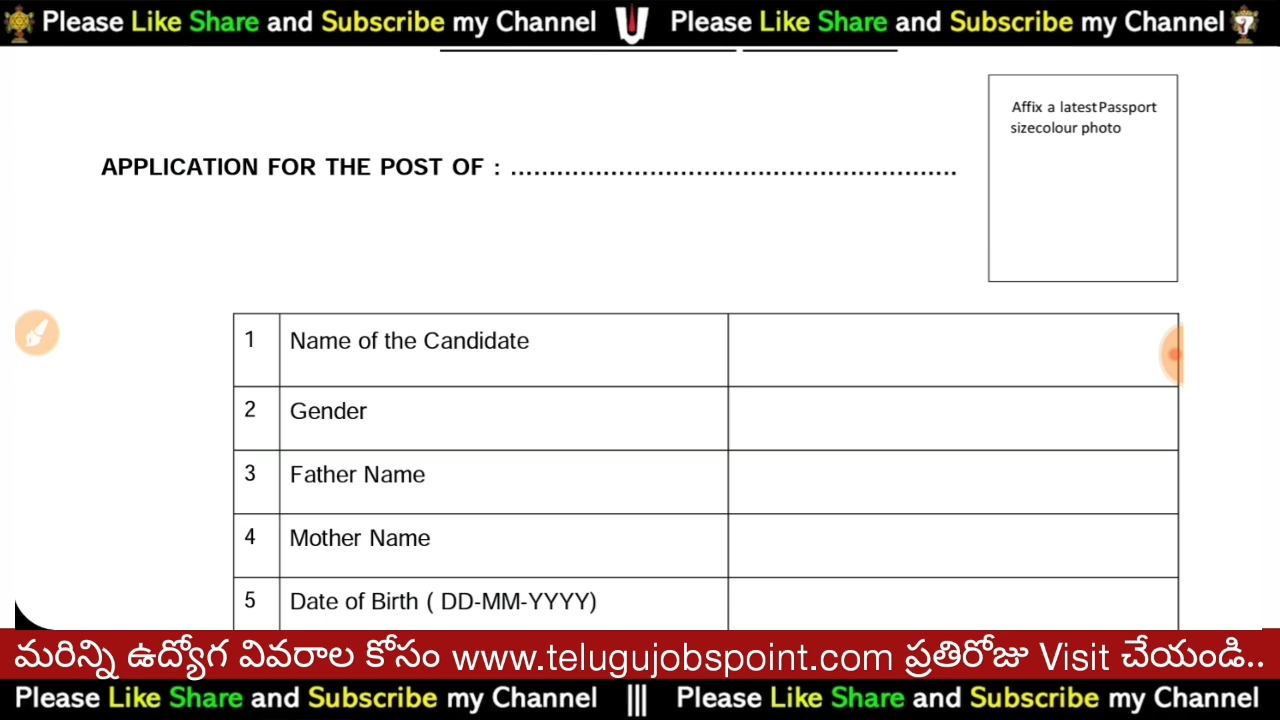 Please Like Share and Subscribe my Channel Please Like Share and Subscribe my Channel
Affix a latestPassport
sizecolour photo
APPLICATION FOR THE POST OF : ..........................................................
1 Name of the Candidate
2 Gender
3 Father Name
4 Mother Name
5 Date of Birth ( DD-MM-YYYY)
మరిన్ని ఉద్యోగ వివరాల కోసం www.telugujobspoint.com ప్రతిరోజు Visit చేయండి..
Please Like Share and Subscribe my Channel ||| Please Like Share and Subscribe my Channel